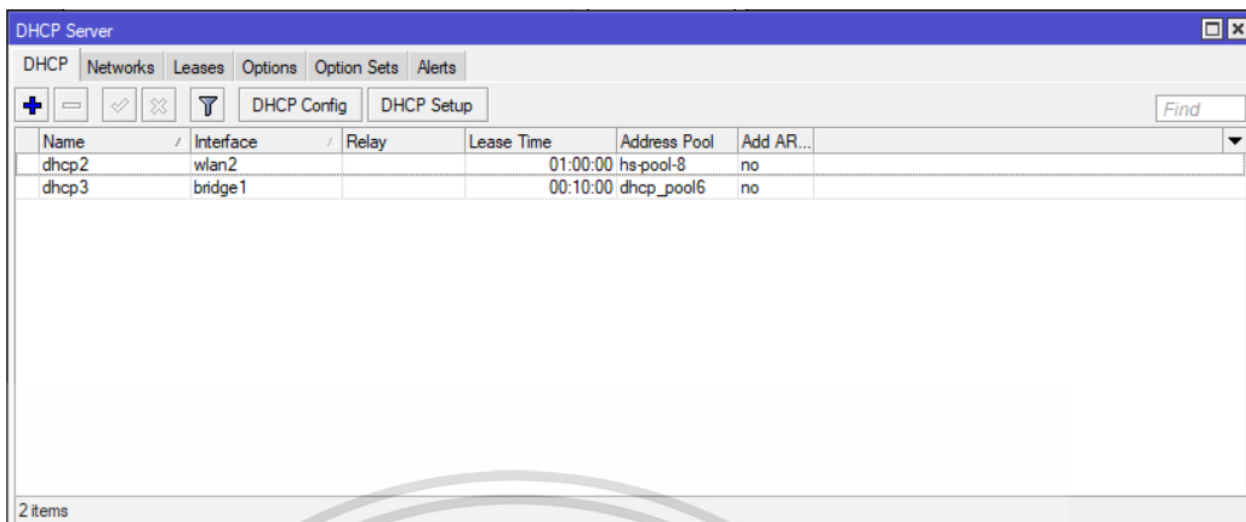 DHCP Server
DHCP Networks Leases Options Option Sets Alerts
DHCP Config DHCP Setup Find
Name Interface Relay Lease Time Address Pool Add AR...
dhcp2 wlan2 01:00:00 hs-pool-8 no
dhcp3 bridge1 00:10:00 dhcp_pool6 no
2 items